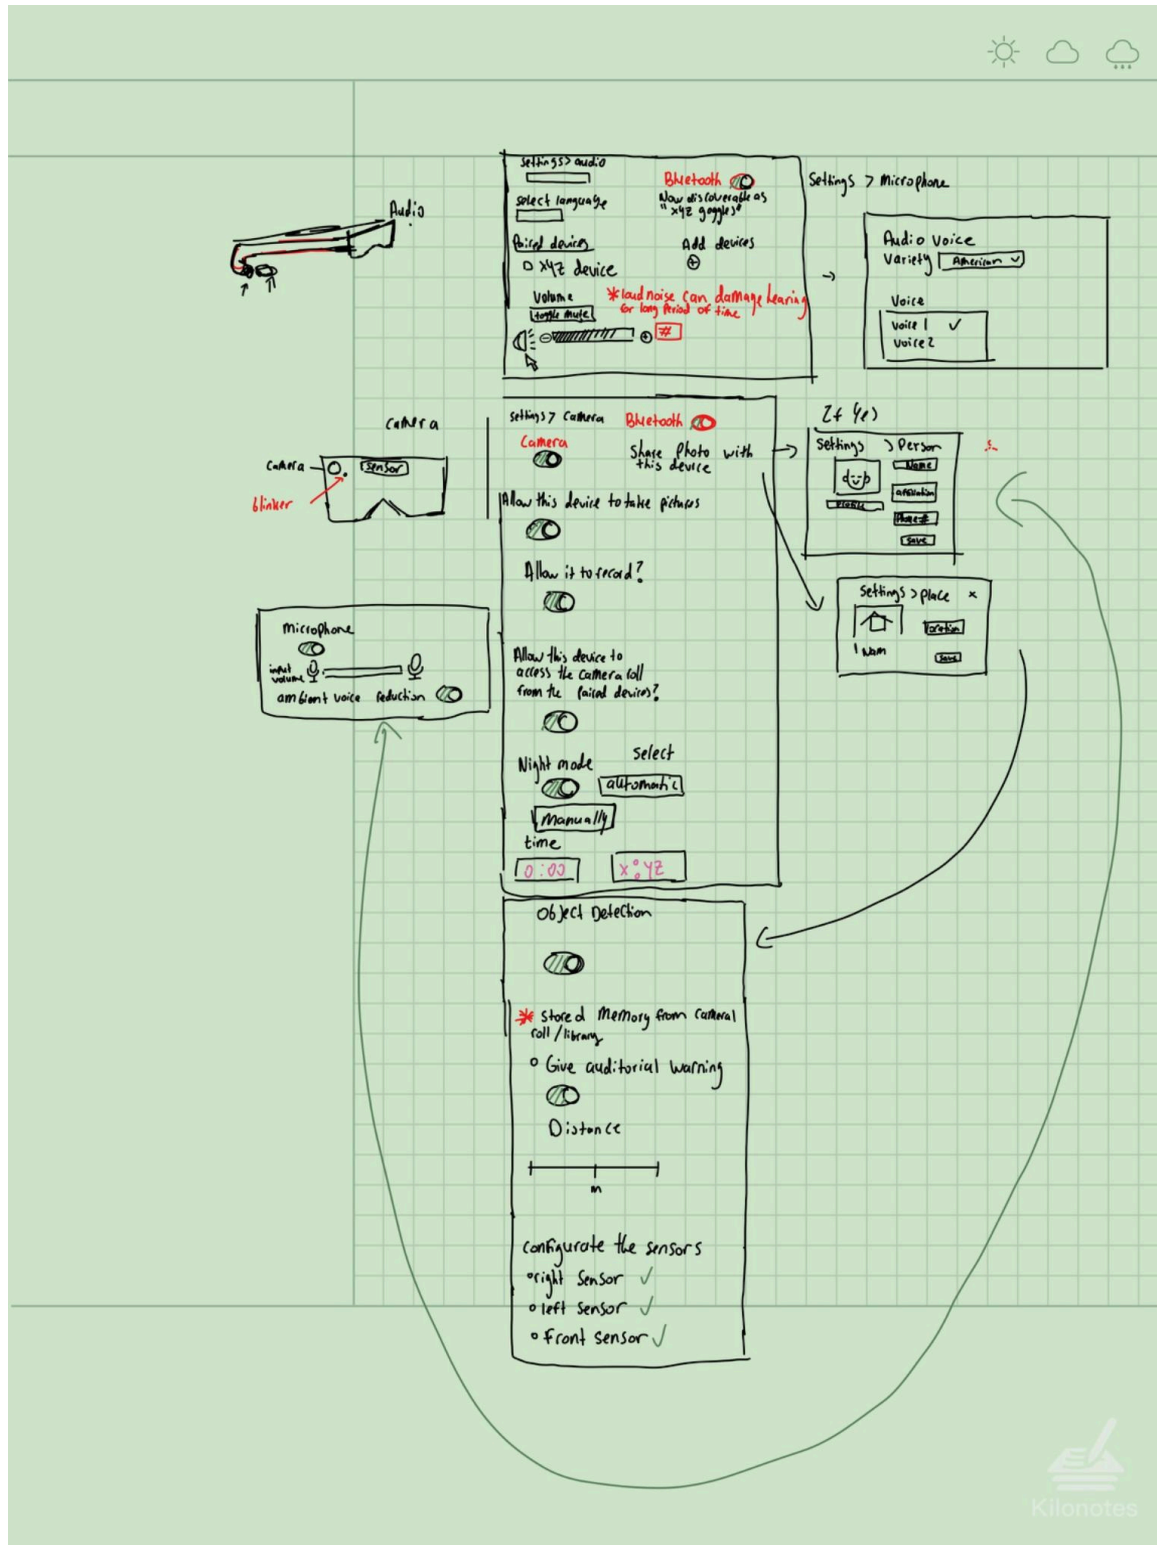 Audio
Settings > audio
Bluetooth
Select language
Now discoverable as
"xyz goggles"
Paired devices
Add devices
xyz device
Volume
toggle mute
*loud noise can damage hearing
for long period of time
#
Settings > Microphone
Audio Voice
Variety American
Voice
Voice 1 ✓
Voice 2
Camera
Camera
Sensor
blinker
Settings > Camera
Bluetooth
Camera
Share Photo with
this device
Allow this device to take pictures
Allow it to record?
Allow this device to
access the camera roll
from the paired devices?
Night mode
Select
automatic
Manually
time
0:00
x:yz
If Yes
Settings > Person
Name
Phone #
Save
Settings > place x
Location
Nam
Save
Microphone
input
volume
ambient voice reduction
Object Detection
* Stored Memory from Cameral
roll/library
Give auditorial warning
Distance
m
Configurate the sensors
right sensor ✓
left sensor ✓
Front sensor ✓
Kilonotes